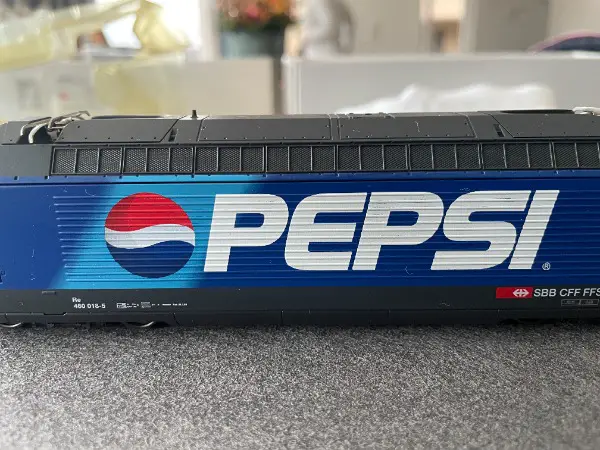 PEPSI
®
Re
460 016-5
SBB CFF FFS